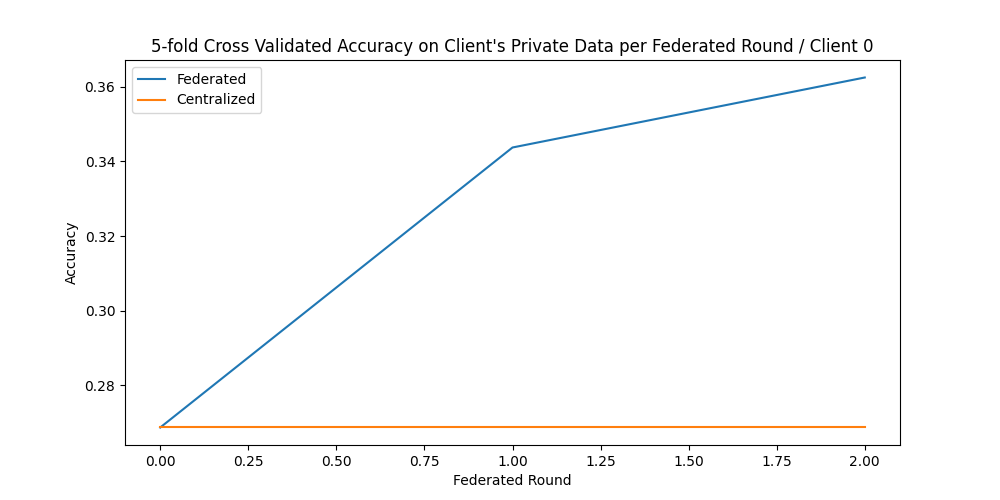 5-fold Cross Validated Accuracy on Client's Private Data per Federated Round / Client 0
Federated
Centralized
Accuracy
0.36
0.34
0.32
0.30
0.28
0.00 0.25 0.50 0.75 1.00 1.25 1.50 1.75 2.00
Federated Round